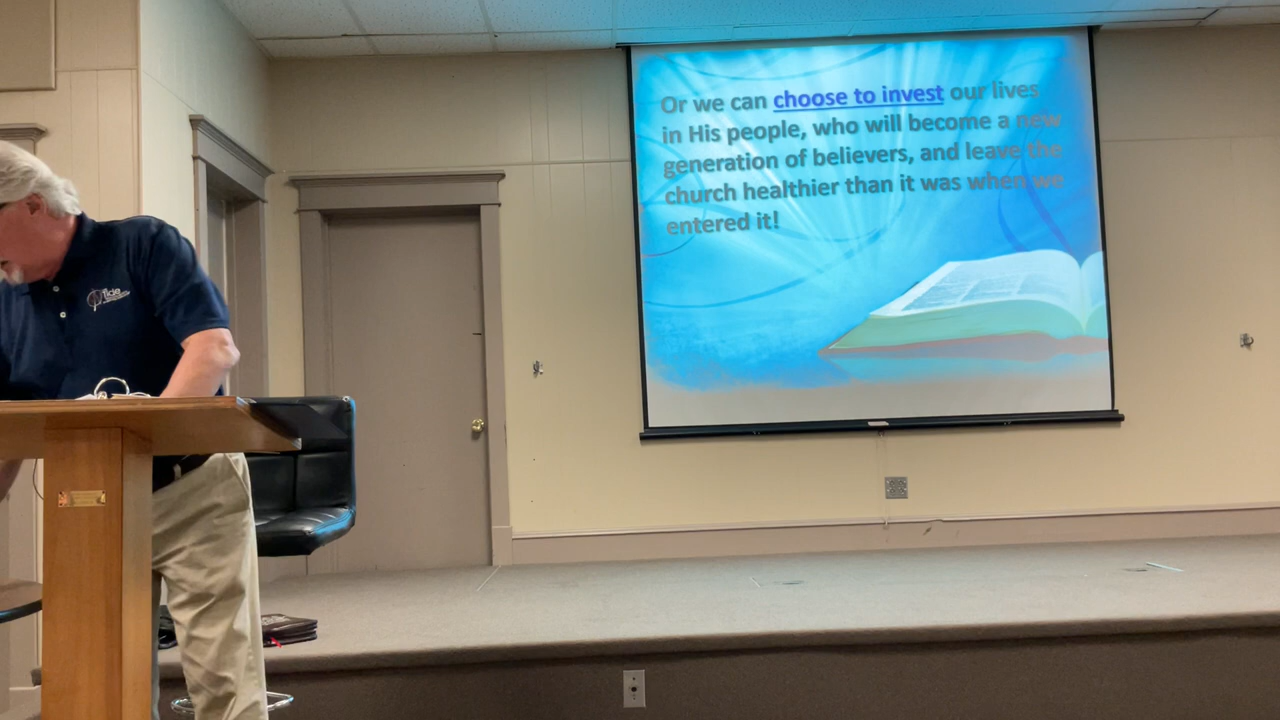 Or we can choose to invest our lives
in His people, who will become a new
generation of believers, and leave the
church healthier than it was when we
entered it!